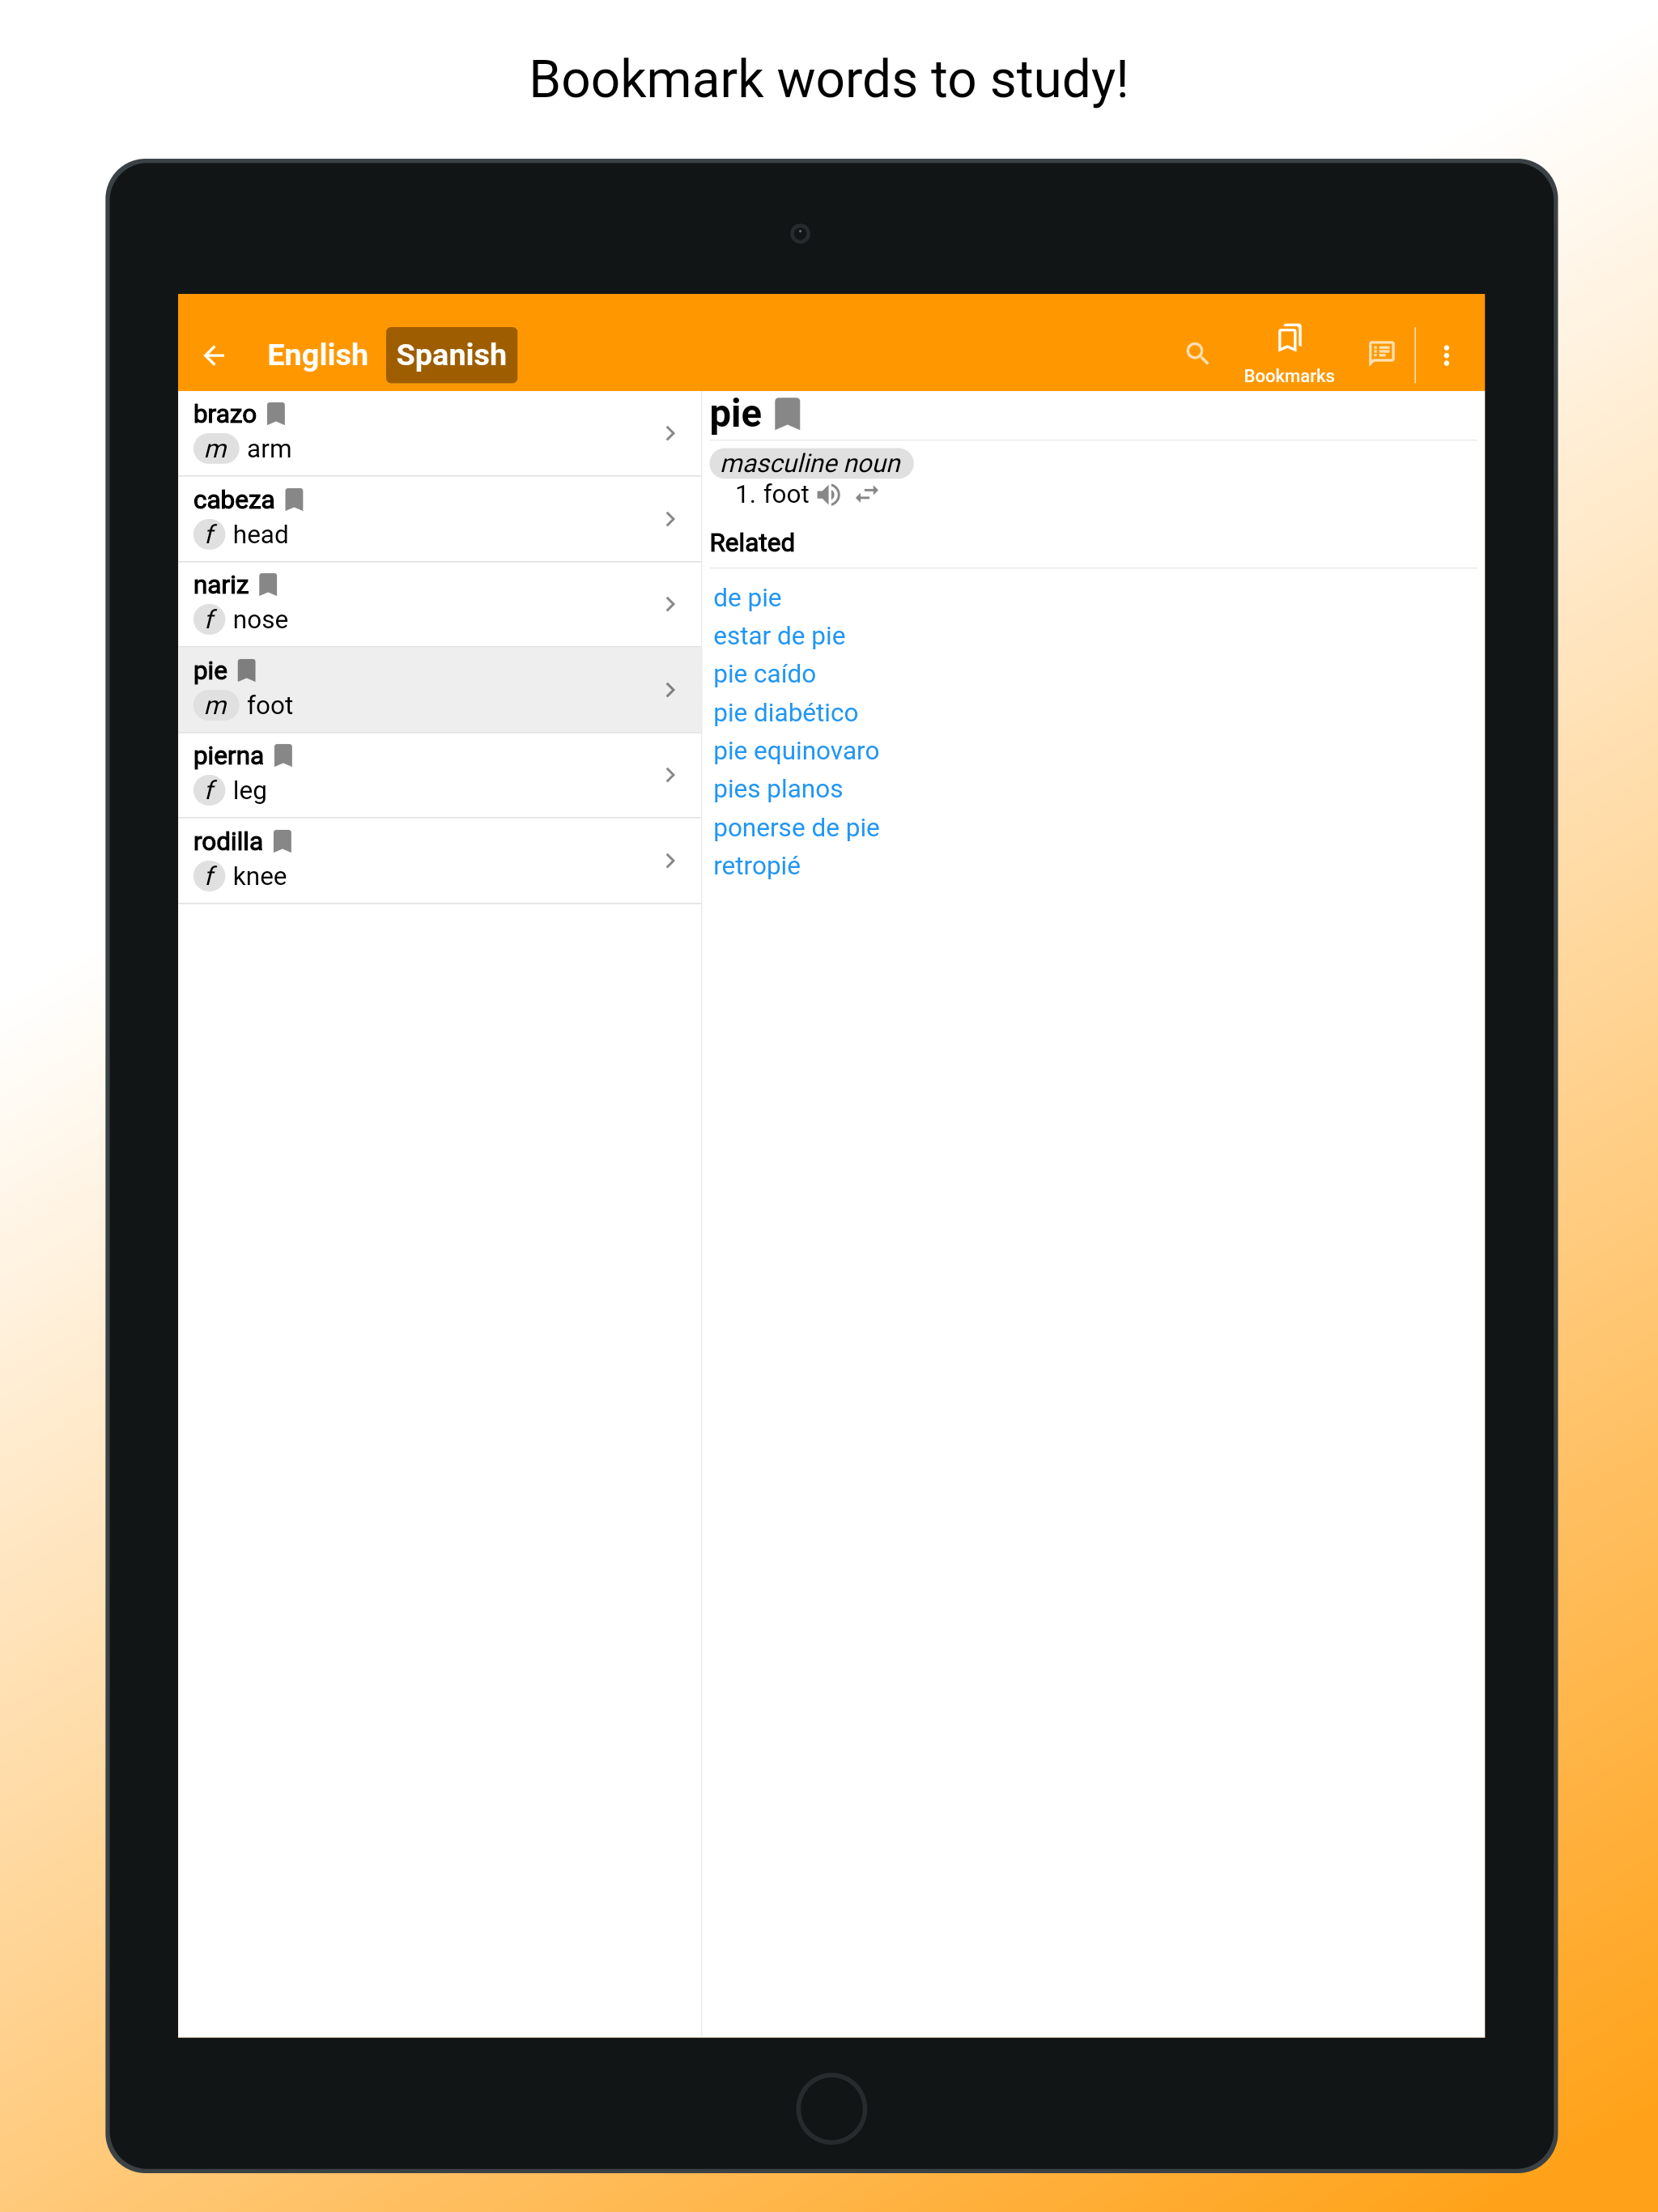 Bookmark words to study!
English Spanish
Bookmarks
brazo
m arm
cabeza
f head
nariz
f nose
pie
m foot
pierna
f leg
rodilla
f knee
pie
masculine noun
1. foot
Related
de pie
estar de pie
pie caído
pie diabético
pie equinovaro
pies planos
ponerse de pie
retropié